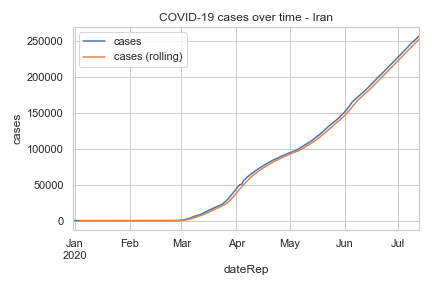 COVID-19 cases over time - Iran
cases
cases (rolling)
250000
200000
150000
100000
50000
0
cases
Jan
2020
Feb
Mar
Apr
May
Jun
Jul
dateRep